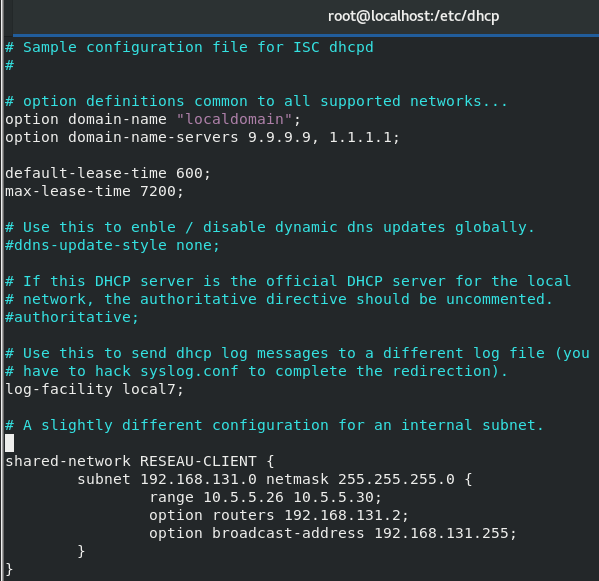 root@localhost:/etc/dhcp
# Sample configuration file for ISC dhcpd
#
# option definitions common to all supported networks...
option domain-name "localdomain";
option domain-name-servers 9.9.9.9, 1.1.1.1;
default-lease-time 600;
max-lease-time 7200;
# Use this to enble / disable dynamic dns updates globally.
#ddns-update-style none;
# If this DHCP server is the official DHCP server for the local
# network, the authoritative directive should be uncommented.
#authoritative;
# Use this to send dhcp log messages to a different log file (you
# have to hack syslog.conf to complete the redirection).
log-facility local7;
# A slightly different configuration for an internal subnet.
shared-network RESEAU-CLIENT {
        subnet 192.168.131.0 netmask 255.255.255.0 {
                range 10.5.5.26 10.5.5.30;
                option routers 192.168.131.2;
                option broadcast-address 192.168.131.255;
        }
}